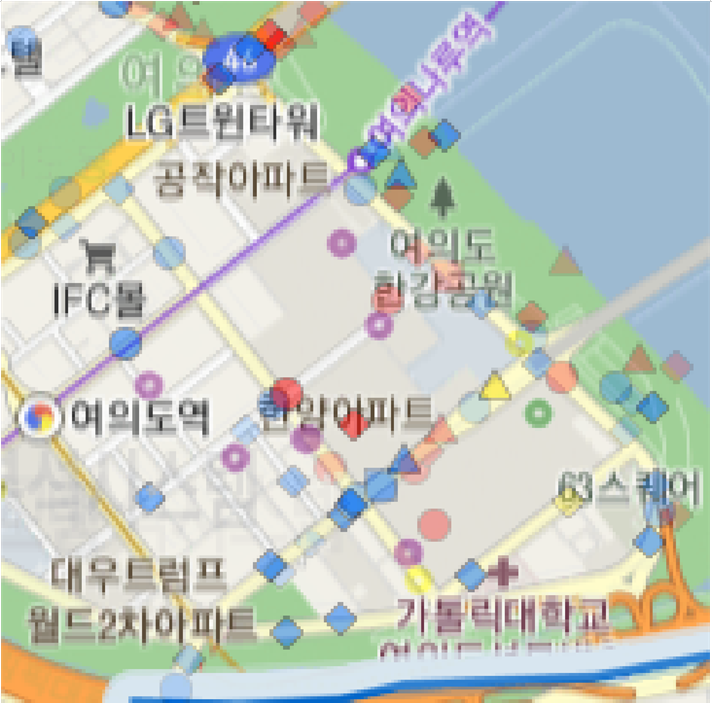 46
LG트윈타워
여의나루역
공작아파트
여의도
한강공원
IFC몰
여의도역
한양아파트
63스퀘어
대우트럼프
월드2차아파트
가톨릭대학교